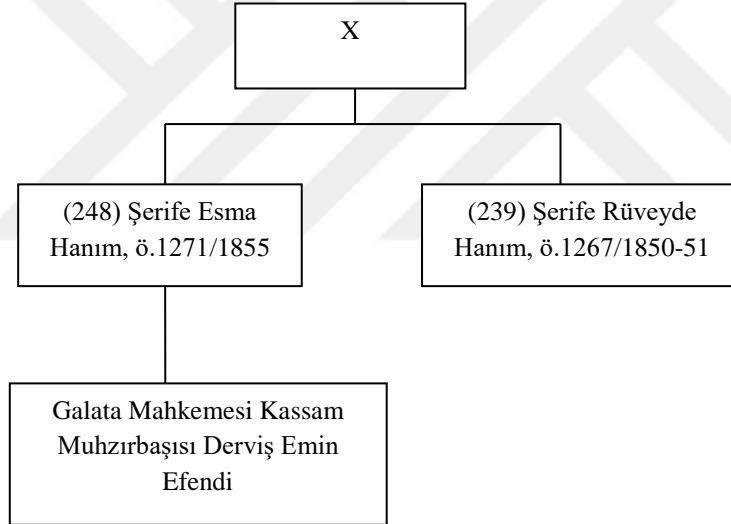 X
(248) Şerife Esma
Hanım, ö.1271/1855
(239) Şerife Rüveyde
Hanım, ö.1267/1850-51
Galata Mahkemesi Kassam
Muhzırbaşısı Derviş Emin
Efendi